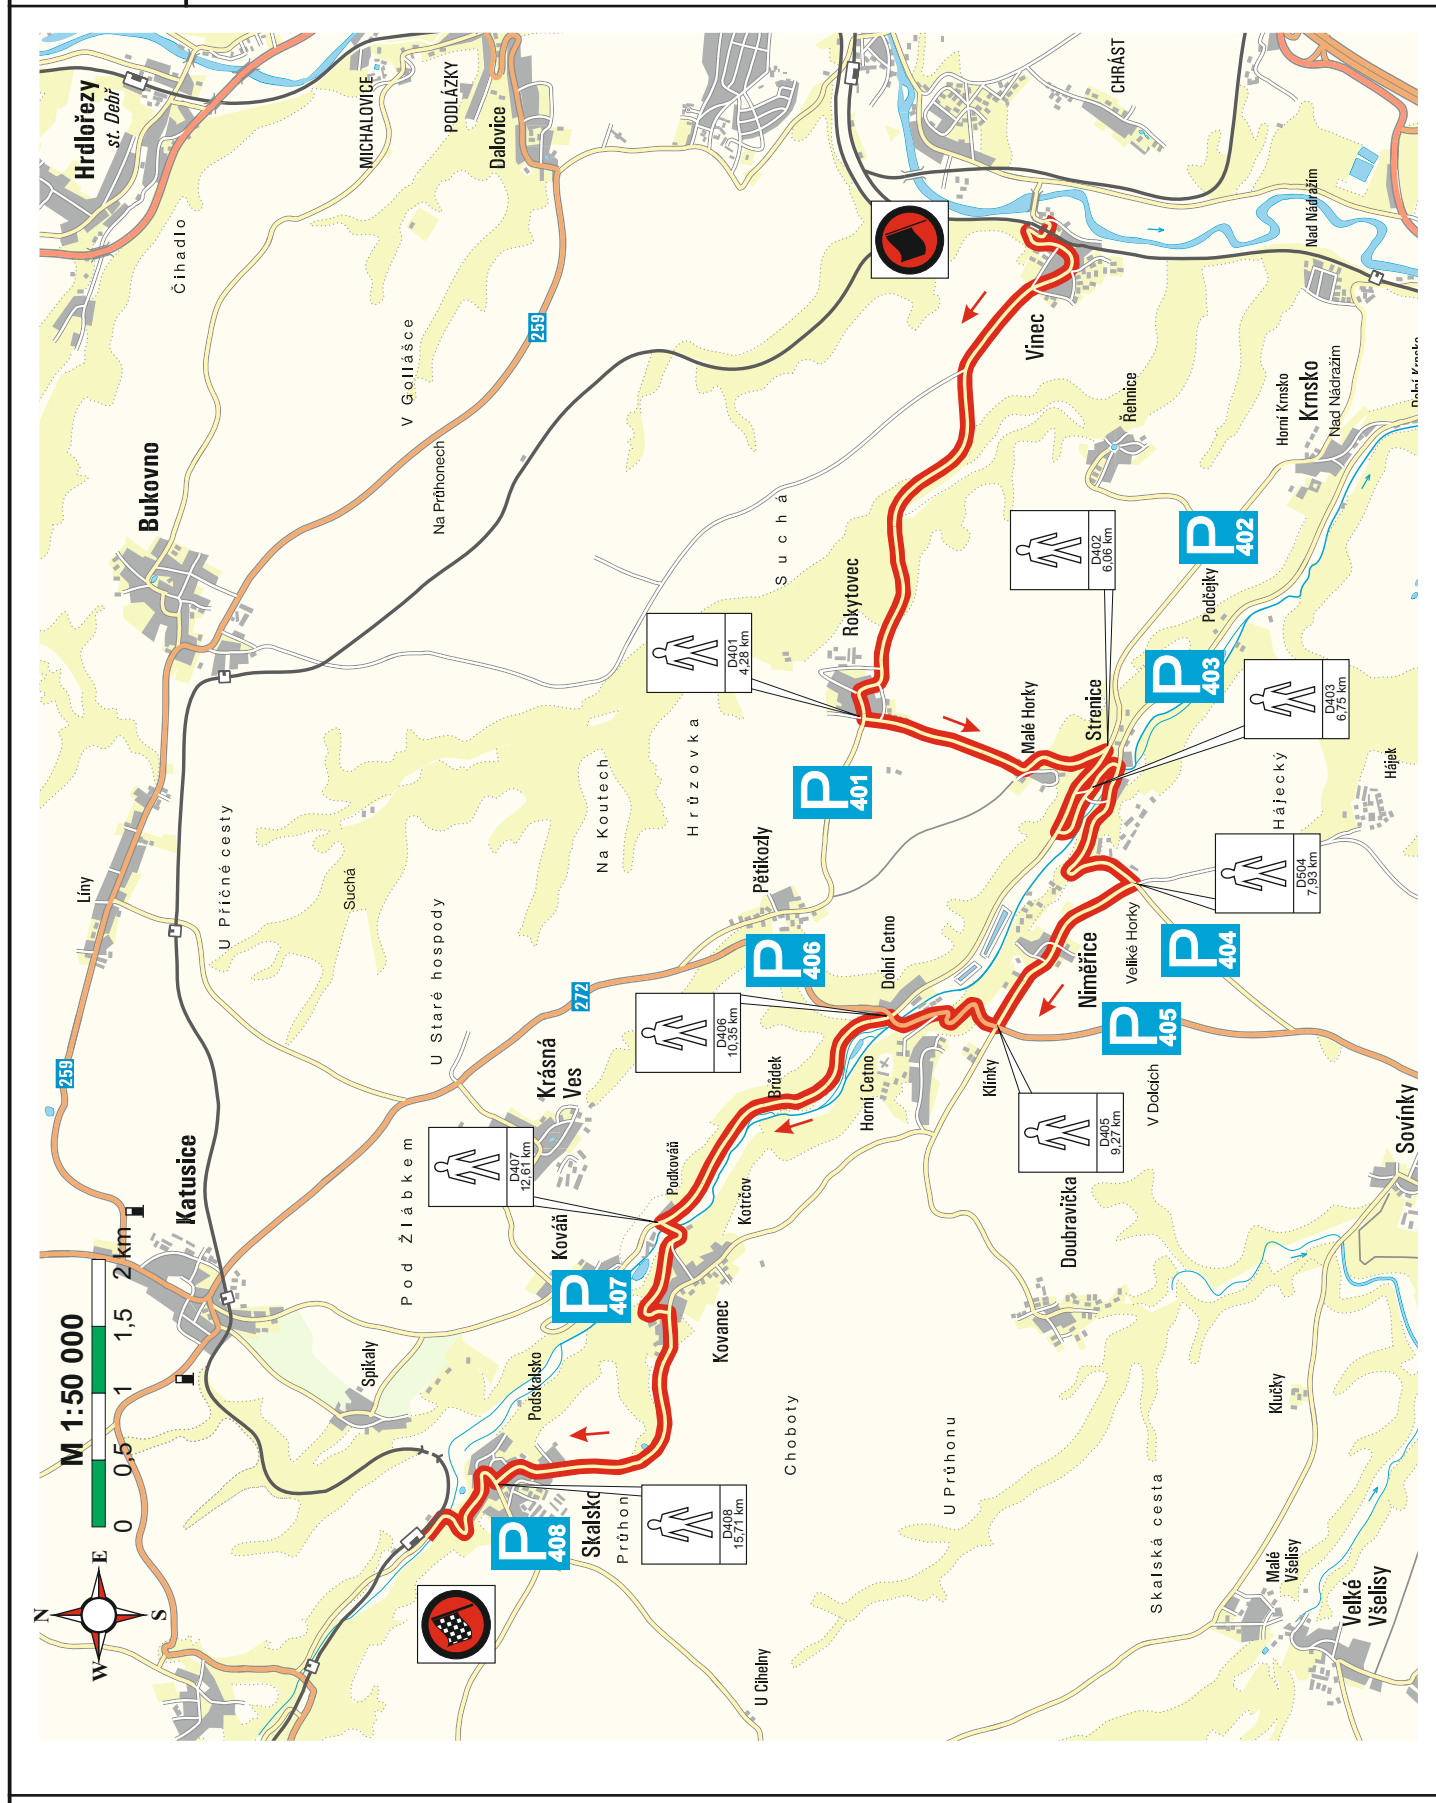 Hrdlořezy
st. Debř
MICHALOVICE
PODLÁZKY
Dalovice
CHRÁST
Čihadlo
V Gollášce
259
Na Průhonech
Bukovno
Vinec
Nad Nádražím
Horní Krnsko
Krnsko
Nad Nádražím
Řehnice
Suchá
Rokytovec
D401
4,28 km
D402
6,06 km
P
402
Podčejky
P
403
D403
6,75 km
Strenice
Malé Horky
Hrůzovka
Na Koutech
P
401
Hájecký
Hájek
Líny
U Příčné cesty
Suchá
U Staré hospody
Pětikozly
P
406
272
Dolní Cetno
D504
7,93 km
Veliké Horky
P
404
Niměřice
P
405
V Dolcích
Klínky
D405
9,27 km
D406
10,35 km
Brůdek
Horní Cetno
Krásná
Ves
259
Katusice
Pod Žlábkem
D407
12,61 km
Podkováň
Kotrčov
Kováň
P
407
Kovanec
Doubravička
Sovínky
M 1:50 000
0
0,5
1
1,5
2 km
Spikaly
Podskalsko
Choboty
U Průhonu
Klučky
Skalská cesta
Skalsko
Průhon
P
408
D408
15,71 km
Malé
Všelisy
Velké
Všelisy
U Cihelny
N
E
S
W